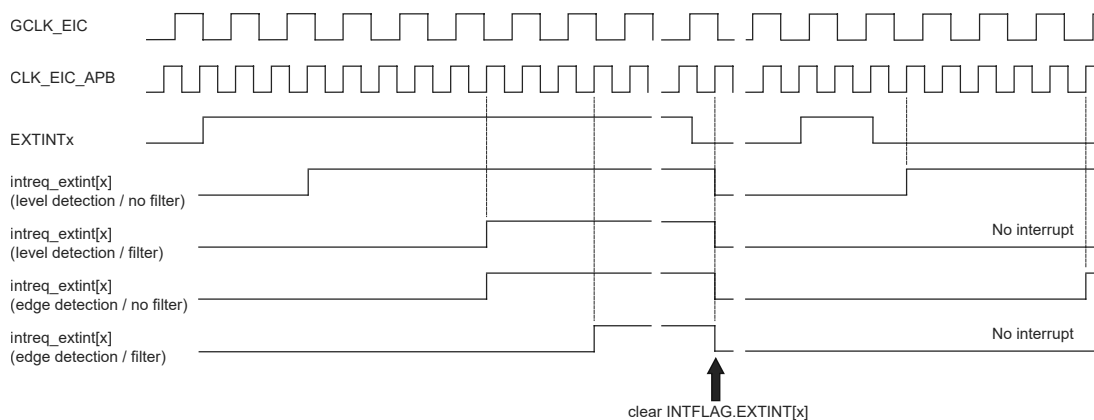 GCLK_EIC
CLK_EIC_APB
EXTINTx
intreq_extint[x]
(level detection / no filter)
intreq_extint[x]
(level detection / filter)
No interrupt
intreq_extint[x]
(edge detection / no filter)
intreq_extint[x]
(edge detection / filter)
No interrupt
clear INTFLAG.EXTINT[x]